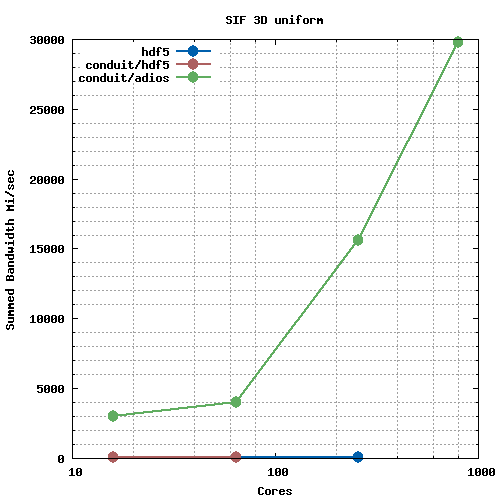 SIF 3D uniform
hdf5
conduit/hdf5
conduit/adios
30000
25000
20000
15000
10000
5000
0
Summed Bandwidth Mi/sec
10
100
1000
Cores